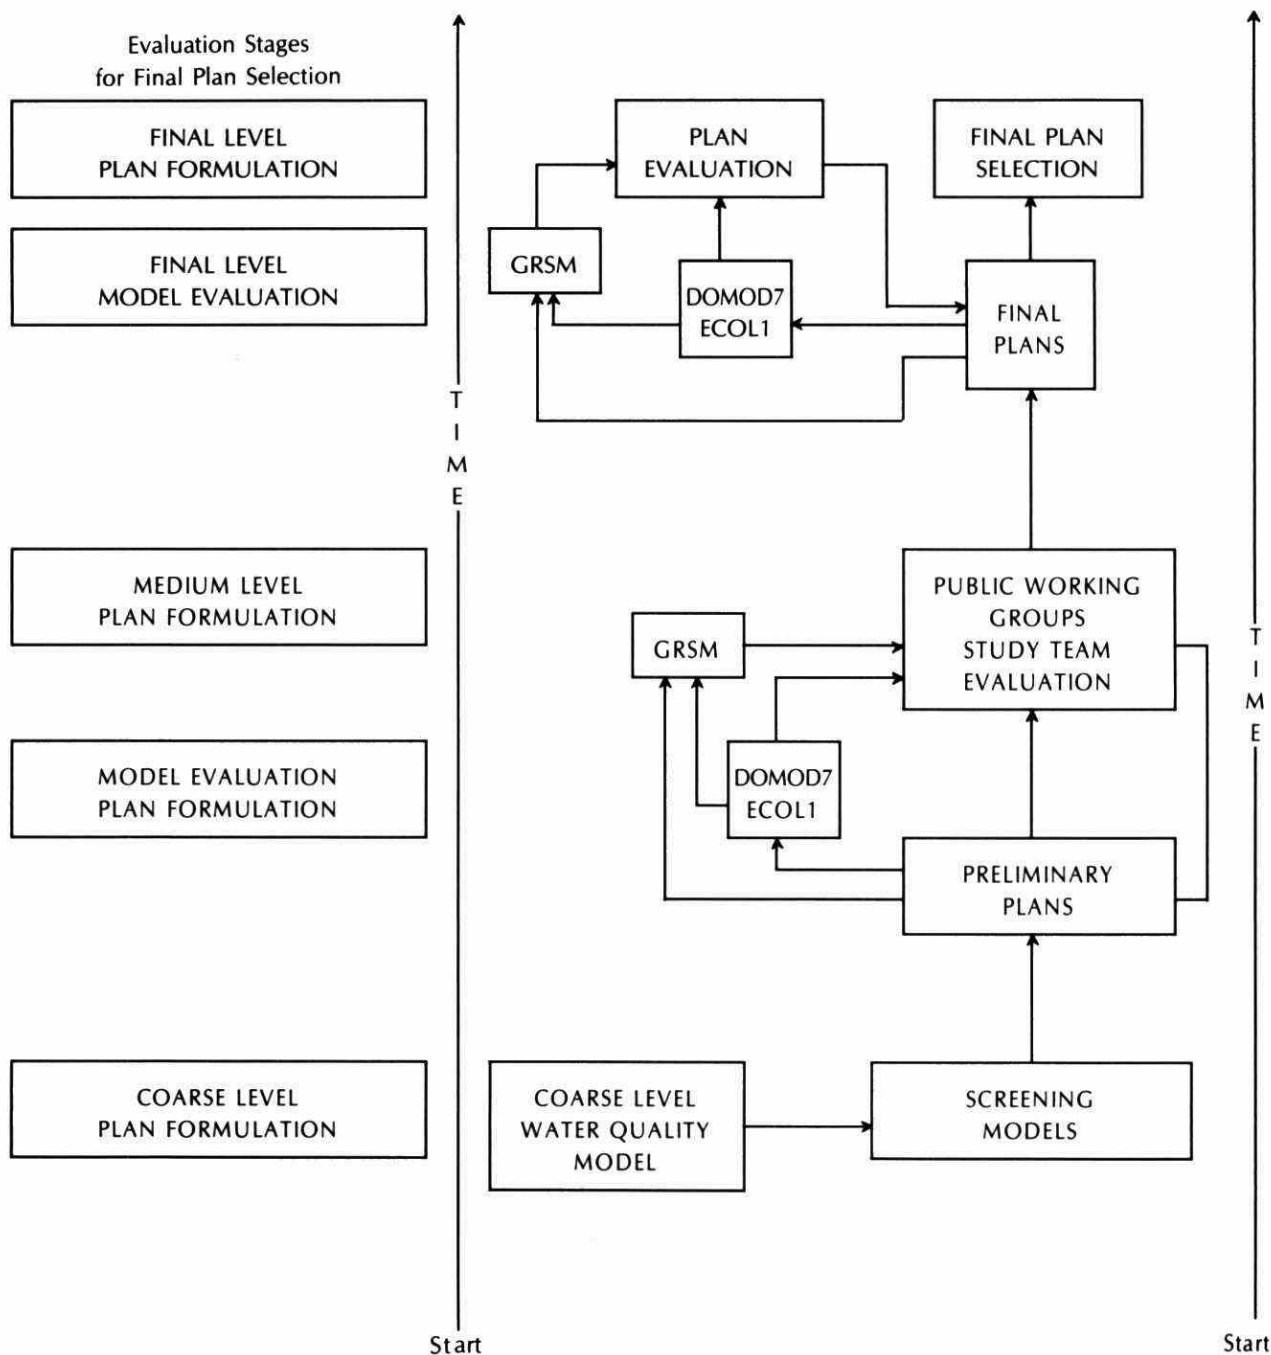 Evaluation Stages
for Final Plan Selection
FINAL LEVEL
PLAN FORMULATION
FINAL LEVEL
MODEL EVALUATION
MEDIUM LEVEL
PLAN FORMULATION
MODEL EVALUATION
PLAN FORMULATION
COARSE LEVEL
PLAN FORMULATION
T
I
M
E
Start
PLAN
EVALUATION
FINAL PLAN
SELECTION
GRSM
DOMOD7
ECOL1
FINAL
PLANS
PUBLIC WORKING
GROUPS
STUDY TEAM
EVALUATION
GRSM
DOMOD7
ECOL1
PRELIMINARY
PLANS
COARSE LEVEL
WATER QUALITY
MODEL
SCREENING
MODELS
T
I
M
E
Start